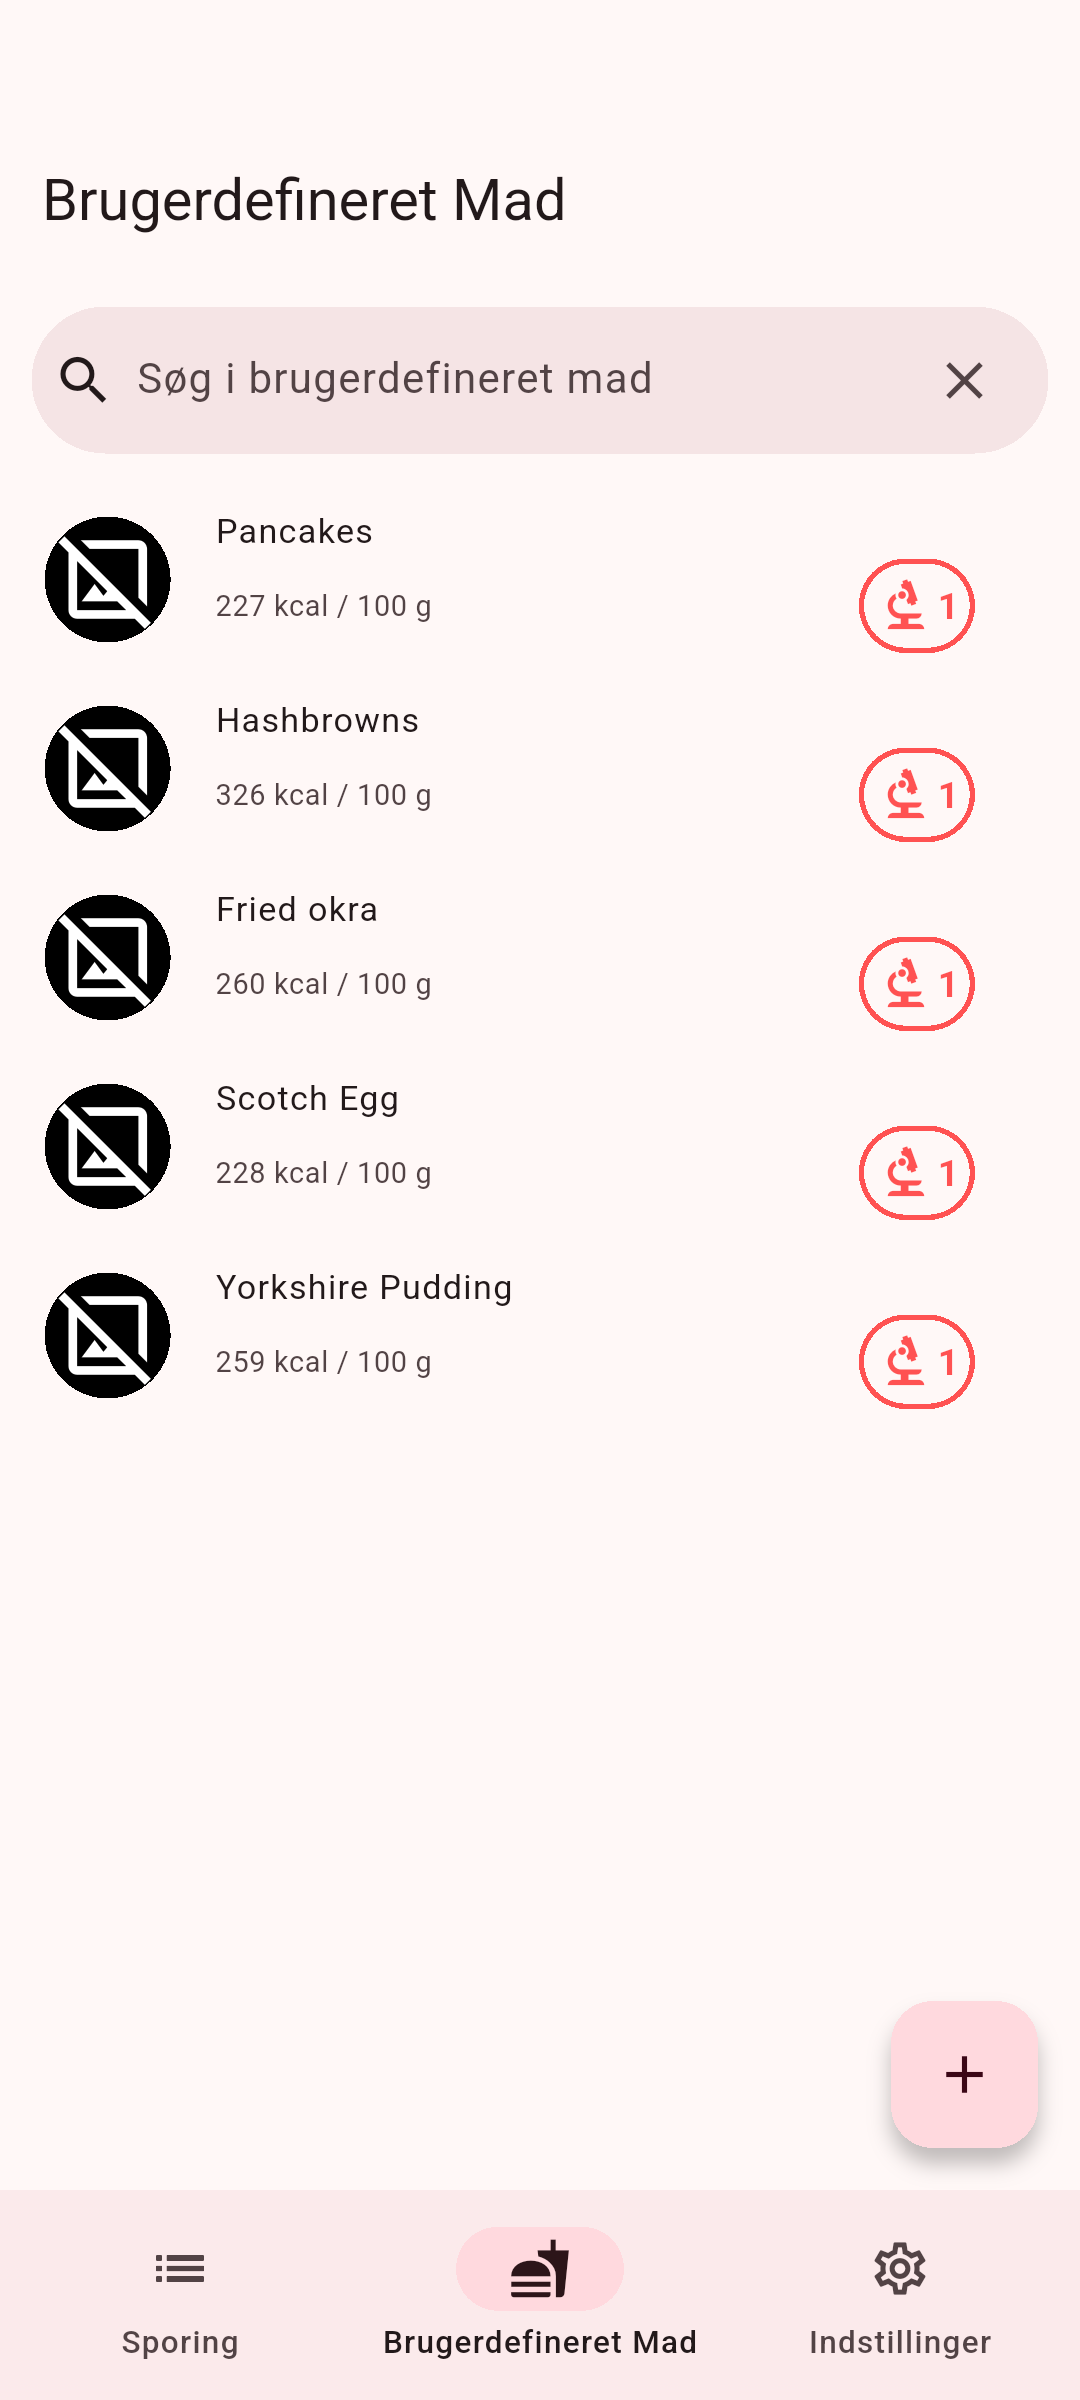 Brugerdefineret Mad
Søg i brugerdefineret mad
Pancakes
227 kcal / 100 g
1
Hashbrowns
326 kcal / 100 g
1
Fried okra
260 kcal / 100 g
1
Scotch Egg
228 kcal / 100 g
1
Yorkshire Pudding
259 kcal / 100 g
1
Sporing
Brugerdefineret Mad
Indstillinger